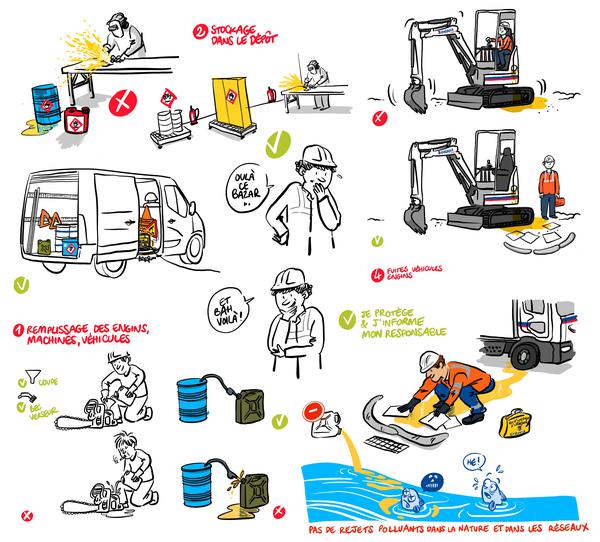 2 STOCKAGE
DANS LE DÉPÔT
OULÀ
CE
BAZAR
...
4 FUITES VÉHICULES
ENGINS
ET
BAH,
VOILÀ !
1 REMPLISSAGE DES ENGINS,
MACHINES, VÉHICULES
COUPE
BEC
VERSEUR
JE PROTÈGE
& J'INFORME
MON RESPONSABLE
HÉ !
PAS DE REJETS POLLUANTS DANS LA NATURE ET DANS LES RÉSEAUX